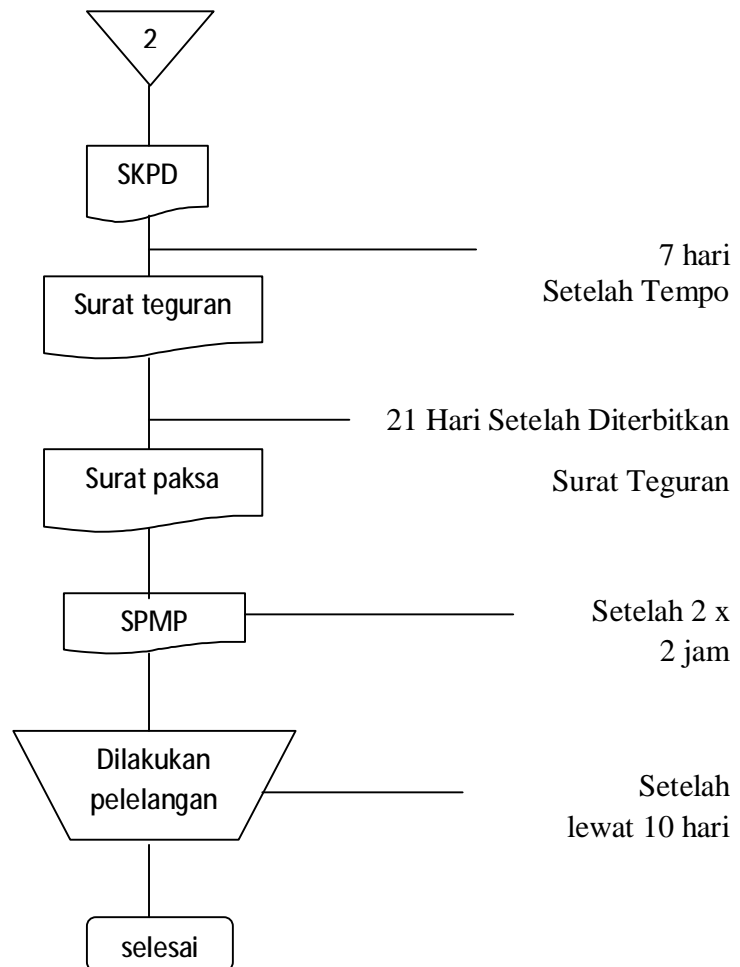 2
SKPD
7 hari
Setelah Tempo
Surat teguran
21 Hari Setelah Diterbitkan
Surat paksa
Surat Teguran
SPMP
Setelah 2 x
2 jam
Dilakukan
pelelangan
Setelah
lewat 10 hari
selesai